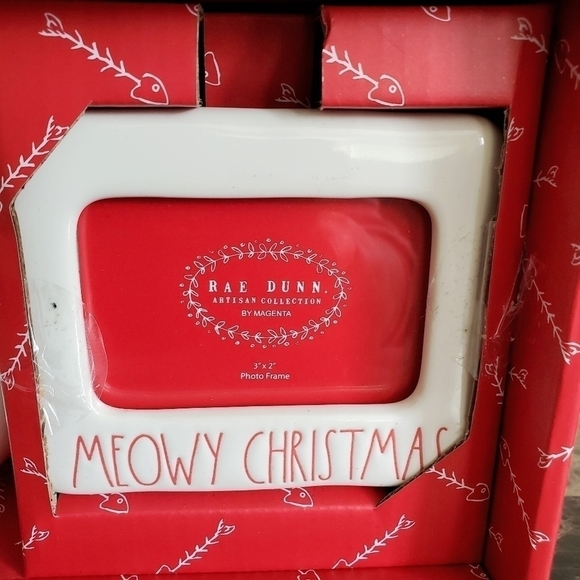 RAE DUNN.
ARTISAN COLLECTION
BY MAGENTA
3"x 2"
Photo Frame
MEOWY CHRISTMAS